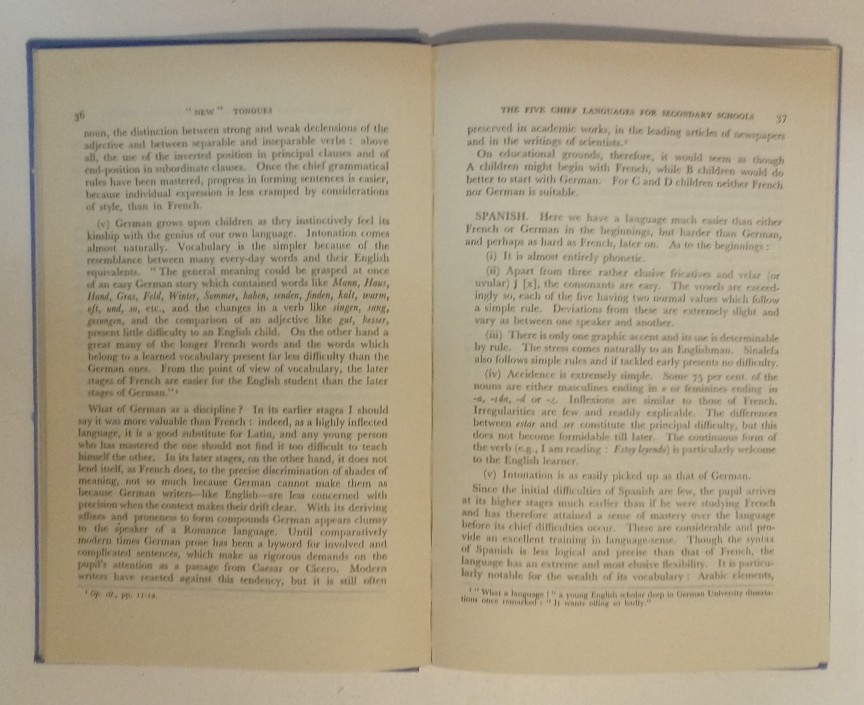 36
"NEW" TONGUES
noun, the distinction between strong and weak declensions of the
adjective and between separable and inseparable verbs : above
all, the use of the inverted position in principal clauses and of
end-position in subordinate clauses. Once the chief grammatical
rules have been mastered, progress in forming sentences is easier,
because individual expression is less cramped by considerations
of style, than in French.
(v) German grows upon children as they instinctively feel its
kinship with the genius of our own language. Intonation comes
almost naturally. Vocabulary is the simpler because of the
resemblance between many every-day words and their English
equivalents. "The general meaning could be grasped at once
of an easy German story which contained words like Mann, Haus,
Hand, Gras, Feld, Winter, Sommer, haben, senden, finden, kalt, warm,
oft, und, so, etc., and the changes in a verb like singen, sang,
gesungen, and the comparison of an adjective like gut, besser,
present little difficulty to an English child. On the other hand a
great many of the longer French words and the words which
belong to a learned vocabulary present far less difficulty than the
German ones. From the point of view of vocabulary, the later
stages of French are easier for the English student than the later
stages of German."¹
What of German as a discipline? In its earlier stages I should
say it was more valuable than French : indeed, as a highly inflected
language, it is a good substitute for Latin, and any young person
who has mastered the one should not find it too difficult to teach
himself the other. In its later stages, on the other hand, it does not
lend itself, as French does, to the precise discrimination of shades of
meaning, not so much because German cannot make them as
because German writers—like English—are less concerned with
precision when the context makes their drift clear. With its deriving
affixes and proneness to form compounds German appears clumsy
to the speaker of a Romance language. Until comparatively
modern times German prose has been a byword for involved and
complicated sentences, which make as rigorous demands on the
pupil's attention as a passage from Caesar or Cicero. Modern
writers have reacted against this tendency, but it is still often
¹ Op. cit., pp. 11-12.
THE FIVE CHIEF LANGUAGES FOR SECONDARY SCHOOLS 37
preserved in academic works, in the leading articles of newspapers
and in the writings of scientists.¹
On educational grounds, therefore, it would seem as though
A children might begin with French, while B children would do
better to start with German. For C and D children neither French
nor German is suitable.
SPANISH. Here we have a language much easier than either
French or German in the beginnings, but harder than German,
and perhaps as hard as French, later on. As to the beginnings :
(i) It is almost entirely phonetic.
(ii) Apart from three rather elusive fricatives and velar (or
uvular) j [x], the consonants are easy. The vowels are exceed-
ingly so, each of the five having two normal values which follow
a simple rule. Deviations from these are extremely slight and
vary as between one speaker and another.
(iii) There is only one graphic accent and its use is determinable
by rule. The stress comes naturally to an Englishman. Sinalefa
also follows simple rules and if tackled early presents no difficulty.
(iv) Accidence is extremely simple. Some 75 per cent. of the
nouns are either masculines ending in o or feminines ending in
-a, -ión, -d or -z. Inflexions are similar to those of French.
Irregularities are few and readily explicable. The differences
between estar and ser constitute the principal difficulty, but this
does not become formidable till later. The continuous form of
the verb (e.g., I am reading : Estoy leyendo) is particularly welcome
to the English learner.
(v) Intonation is as easily picked up as that of German.
Since the initial difficulties of Spanish are few, the pupil arrives
at its higher stages much earlier than if he were studying French
and has therefore attained a sense of mastery over the language
before its chief difficulties occur. These are considerable and pro-
vide an excellent training in language-sense. Though the syntax
of Spanish is less logical and precise than that of French, the
language has an extreme and most elusive flexibility. It is particu-
larly notable for the wealth of its vocabulary : Arabic elements,
¹ "What a language!" a young English scholar deep in German University disserta-
tions once remarked : "It wants oiling so badly."